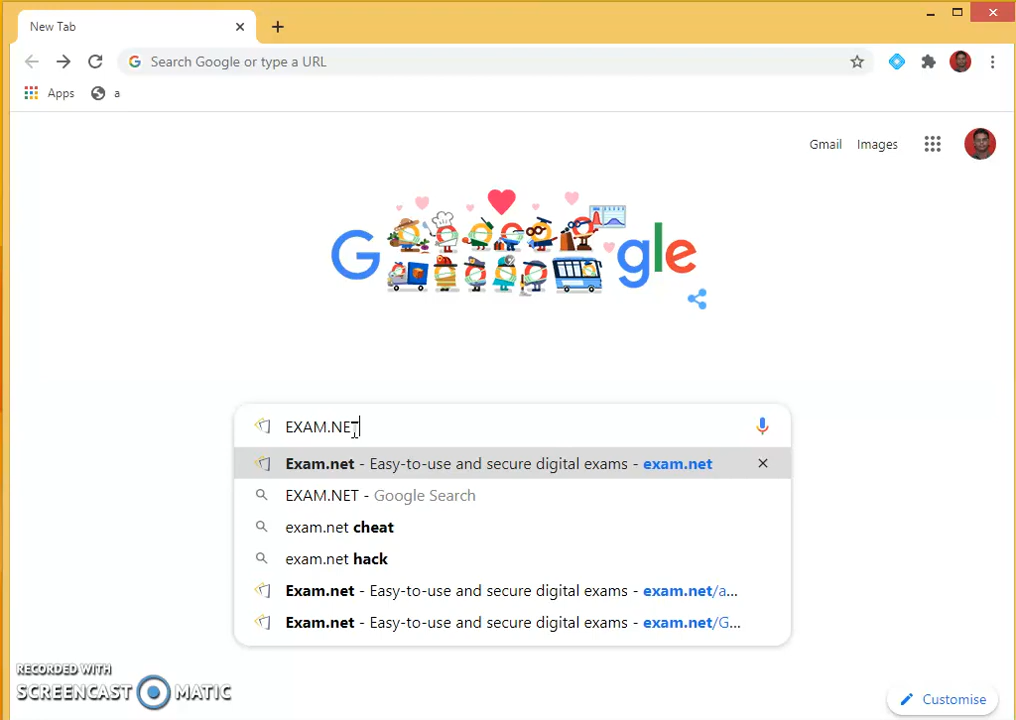 New Tab
Search Google or type a URL
Apps a
Gmail Images
Google
EXAM.NET
Exam.net - Easy-to-use and secure digital exams - exam.net
EXAM.NET - Google Search
exam.net cheat
exam.net hack
Exam.net - Easy-to-use and secure digital exams - exam.net/a...
Exam.net - Easy-to-use and secure digital exams - exam.net/G...
RECORDED WITH
SCREENCAST MATIC
Customise